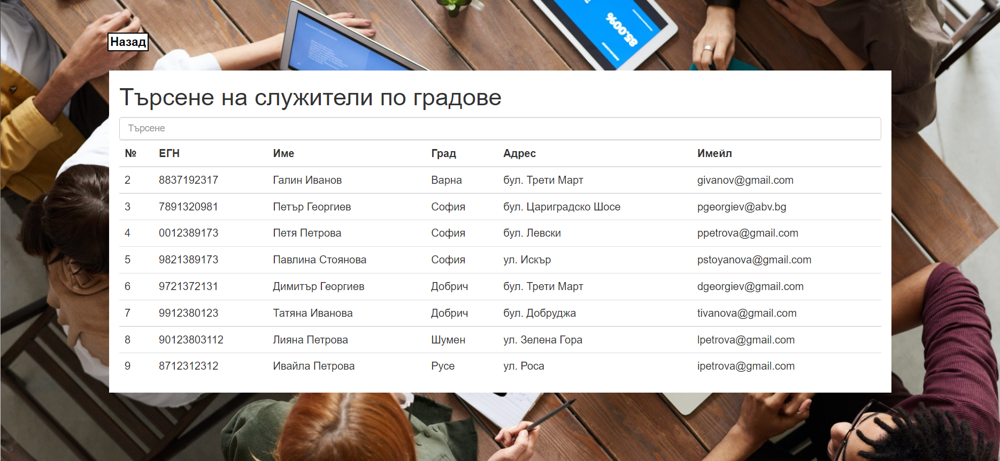 85.00%
Назад
Търсене на служители по градове
Търсене
№ ЕГН Име Град Адрес Имейл
2 8837192317 Галин Иванов Варна бул. Трети Март givanov@gmail.com
3 7891320981 Петър Георгиев София бул. Цариградско Шосе pgeorgiev@abv.bg
4 0012389173 Петя Петрова София бул. Левски ppetrova@gmail.com
5 9821389173 Павлина Стоянова София ул. Искър pstoyanova@gmail.com
6 9721372131 Димитър Георгиев Добрич бул. Трети Март dgeorgiev@gmail.com
7 9912380123 Татяна Иванова Добрич бул. Добруджа tivanova@gmail.com
8 90123803112 Лияна Петрова Шумен ул. Зелена Гора lpetrova@gmail.com
9 8712312312 Ивайла Петрова Русе ул. Роса ipetrova@gmail.com